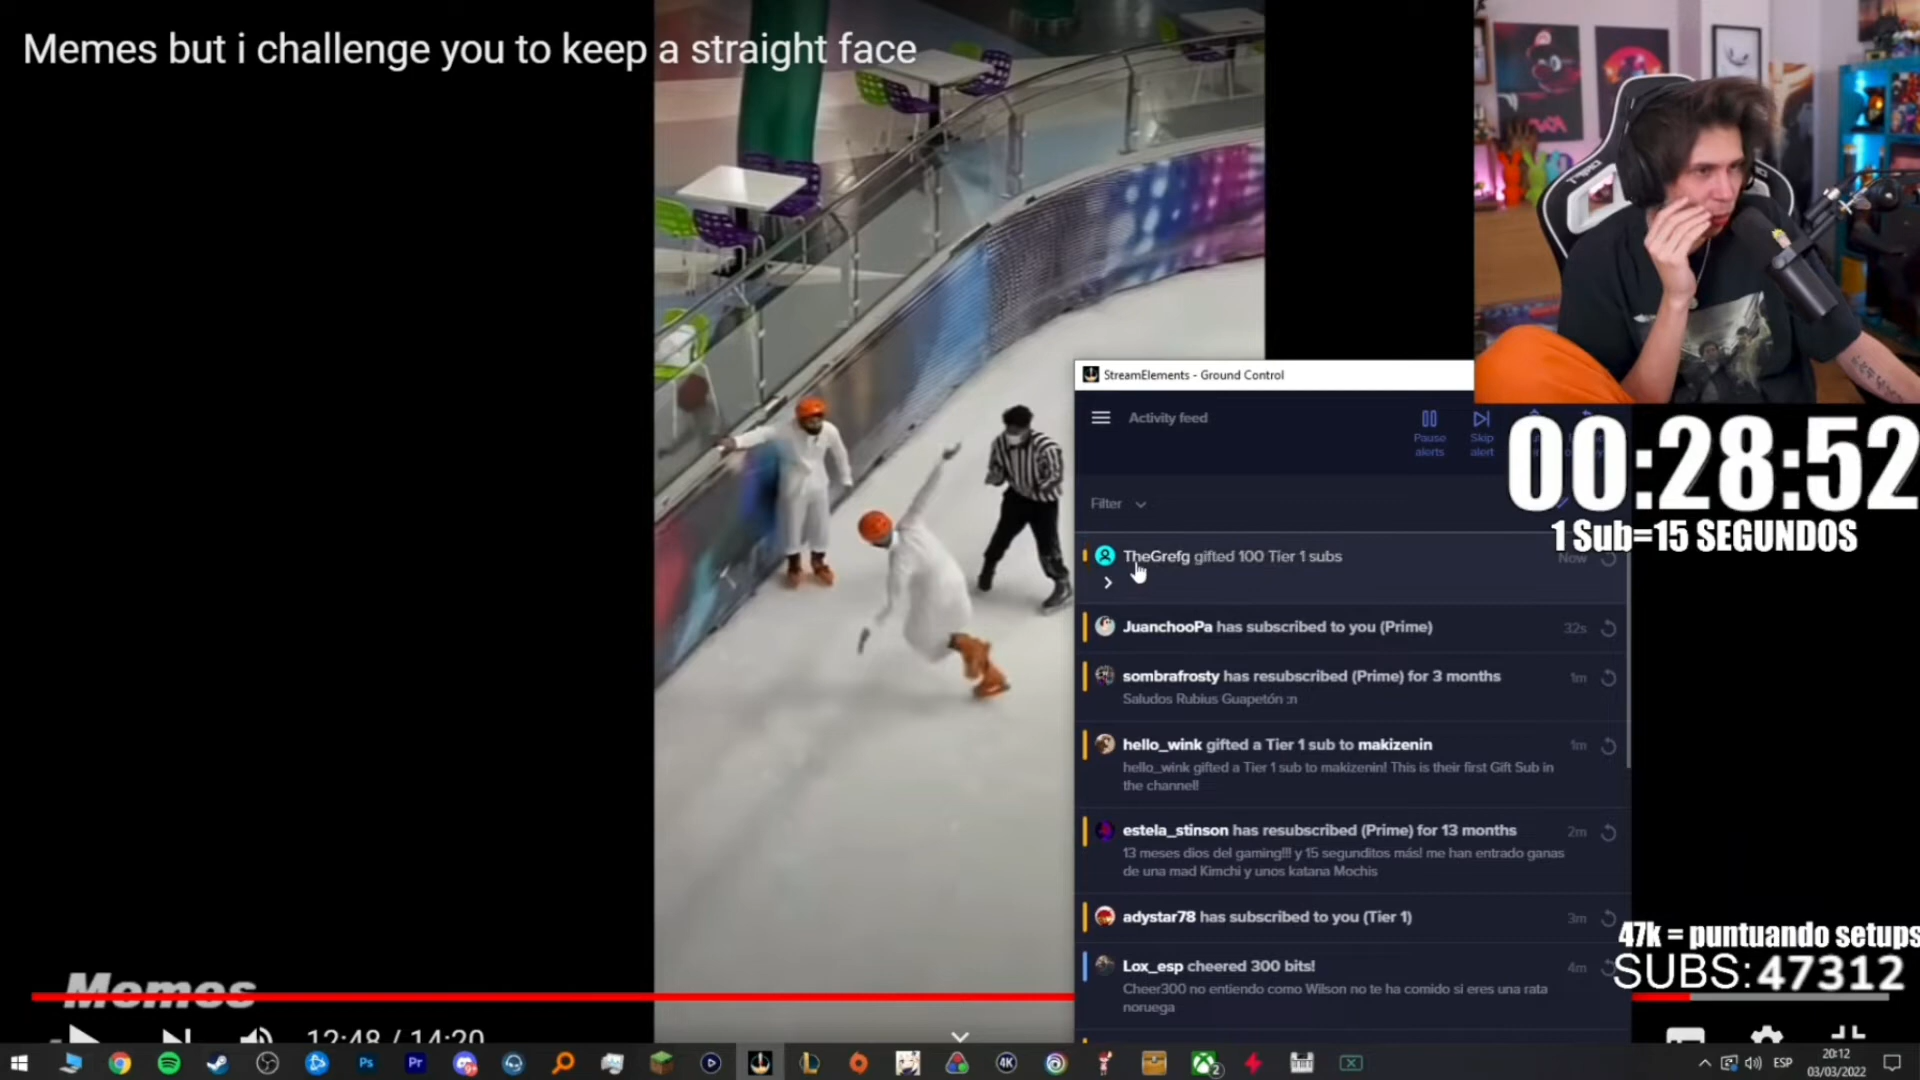 Memes but i challenge you to keep a straight face
StreamElements - Ground Control
Activity feed
Pause alerts
Skip alert
00:28:52
1 Sub=15 SEGUNDOS
Filter
TheGrefg gifted 100 Tier 1 subs
Now
JuanchooPa has subscribed to you (Prime)
32s
sombrafrosty has resubscribed (Prime) for 3 months
1m
Saludos Rubius Guapetón :n
hello_wink gifted a Tier 1 sub to makizenin
1m
hello_wink gifted a Tier 1 sub to makizenin! This is their first Gift Sub in
the channel!
estela_stinson has resubscribed (Prime) for 13 months
2m
13 meses dios del gaming!!! y 15 segunditos más! me han entrado ganas
de una mad Kimchi y unos katana Mochis
adystar78 has subscribed to you (Tier 1)
3m
Lox_esp cheered 300 bits!
4m
Cheer300 no entiendo como Wilson no te ha comido si eres una rata
noruega
47k = puntuando setups
SUBS: 47312
Memes
12:48 / 14:20
Ps
Pr
4K
2
ESP
20:12
03/03/2022